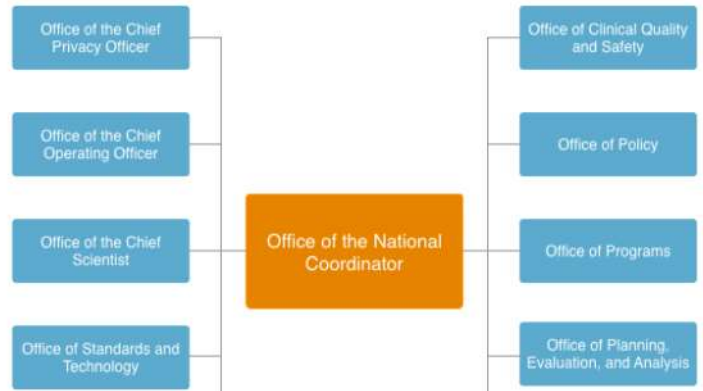 Office of the Chief
Privacy Officer
Office of Clinical Quality
and Safety
Office of the Chief
Operating Officer
Office of Policy
Office of the Chief
Scientist
Office of the National
Coordinator
Office of Programs
Office of Standards and
Technology
Office of Planning,
Evaluation, and Analysis